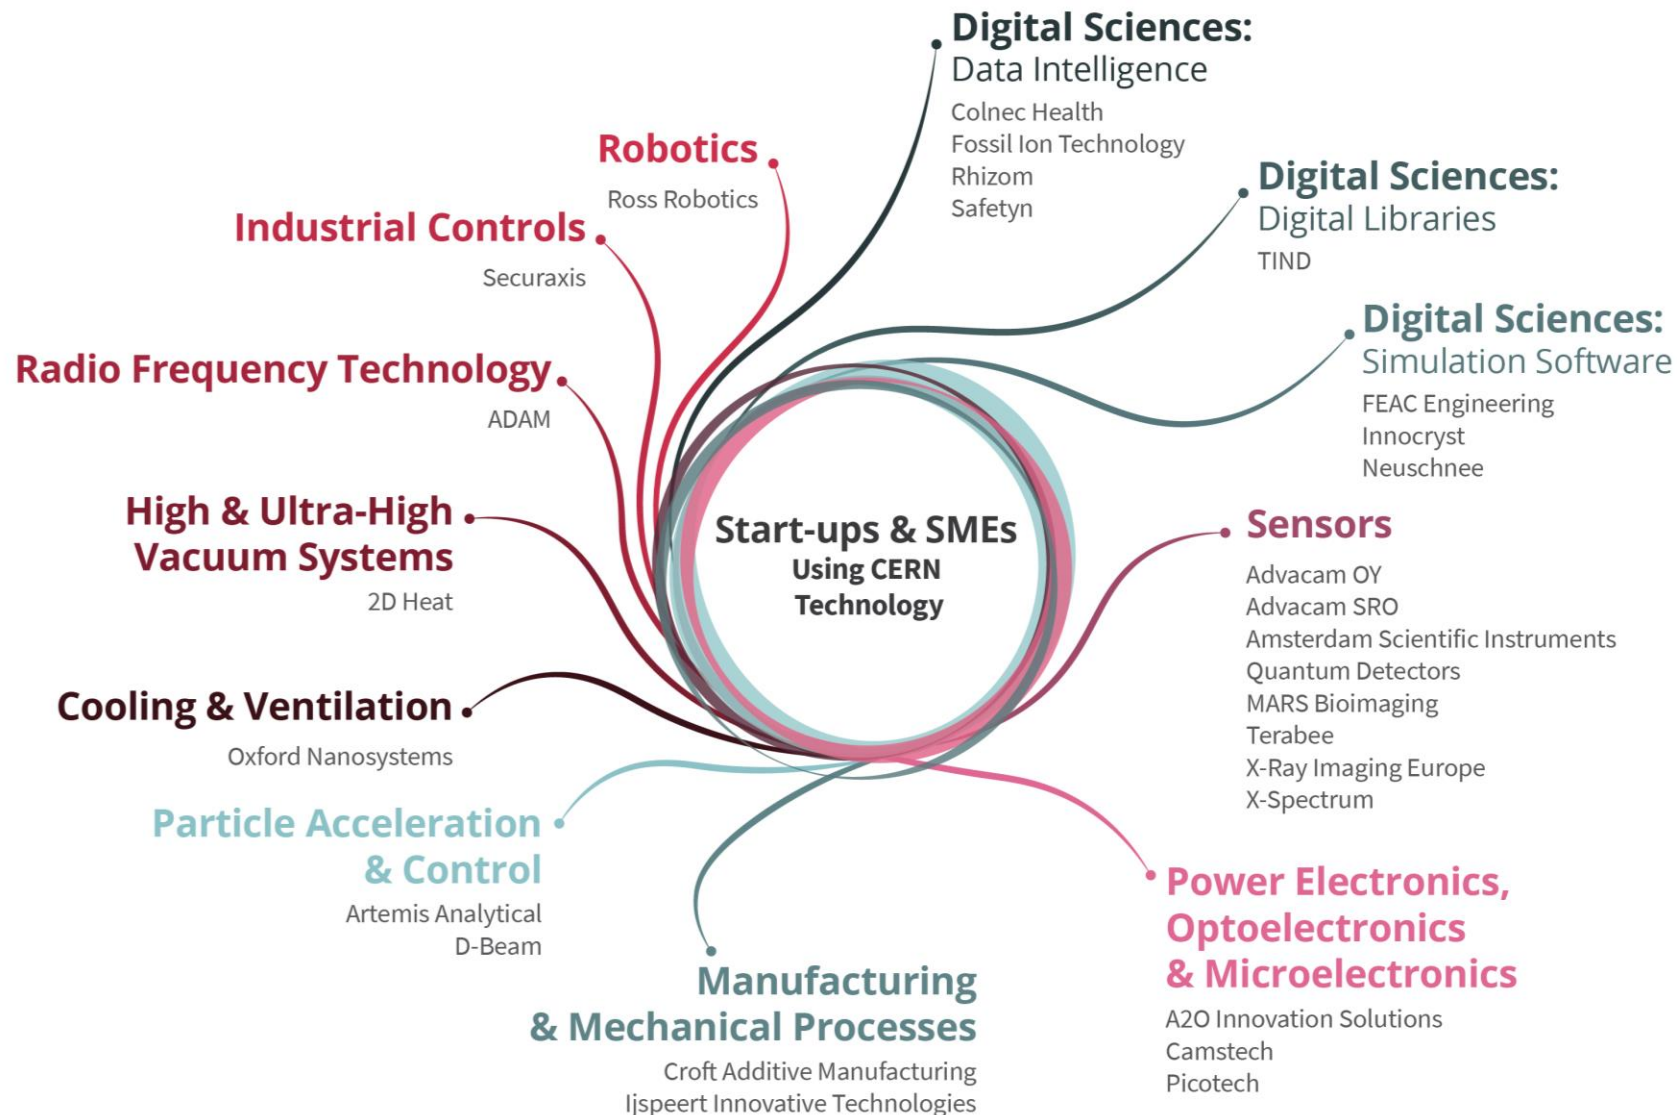 Digital Sciences:
Data Intelligence
Colnec Health
Fossil Ion Technology
Rhizom
Safetyn
Robotics
Ross Robotics
Digital Sciences:
Digital Libraries
TIND
Industrial Controls
Securaxis
Digital Sciences:
Simulation Software
FEAC Engineering
Innocryst
Neuschnee
Radio Frequency Technology
ADAM
High & Ultra-High
Vacuum Systems
2D Heat
Start-ups & SMEs
Using CERN
Technology
Sensors
Advacam OY
Advacam SRO
Amsterdam Scientific Instruments
Quantum Detectors
MARS Bioimaging
Terabee
X-Ray Imaging Europe
X-Spectrum
Cooling & Ventilation
Oxford Nanosystems
Particle Acceleration
& Control
Artemis Analytical
D-Beam
Power Electronics,
Optoelectronics
& Microelectronics
A2O Innovation Solutions
Camstech
Picotech
Manufacturing
& Mechanical Processes
Croft Additive Manufacturing
Ijspeert Innovative Technologies